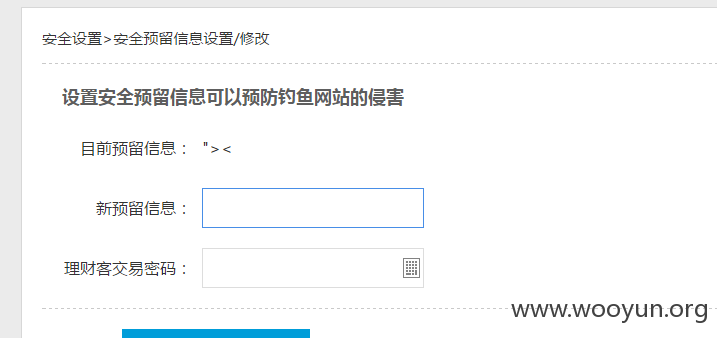 安全设置>安全预留信息设置/修改
设置安全预留信息可以预防钓鱼网站的侵害
目前预留信息： "><
新预留信息：
理财客交易密码：
www.wooyun.org